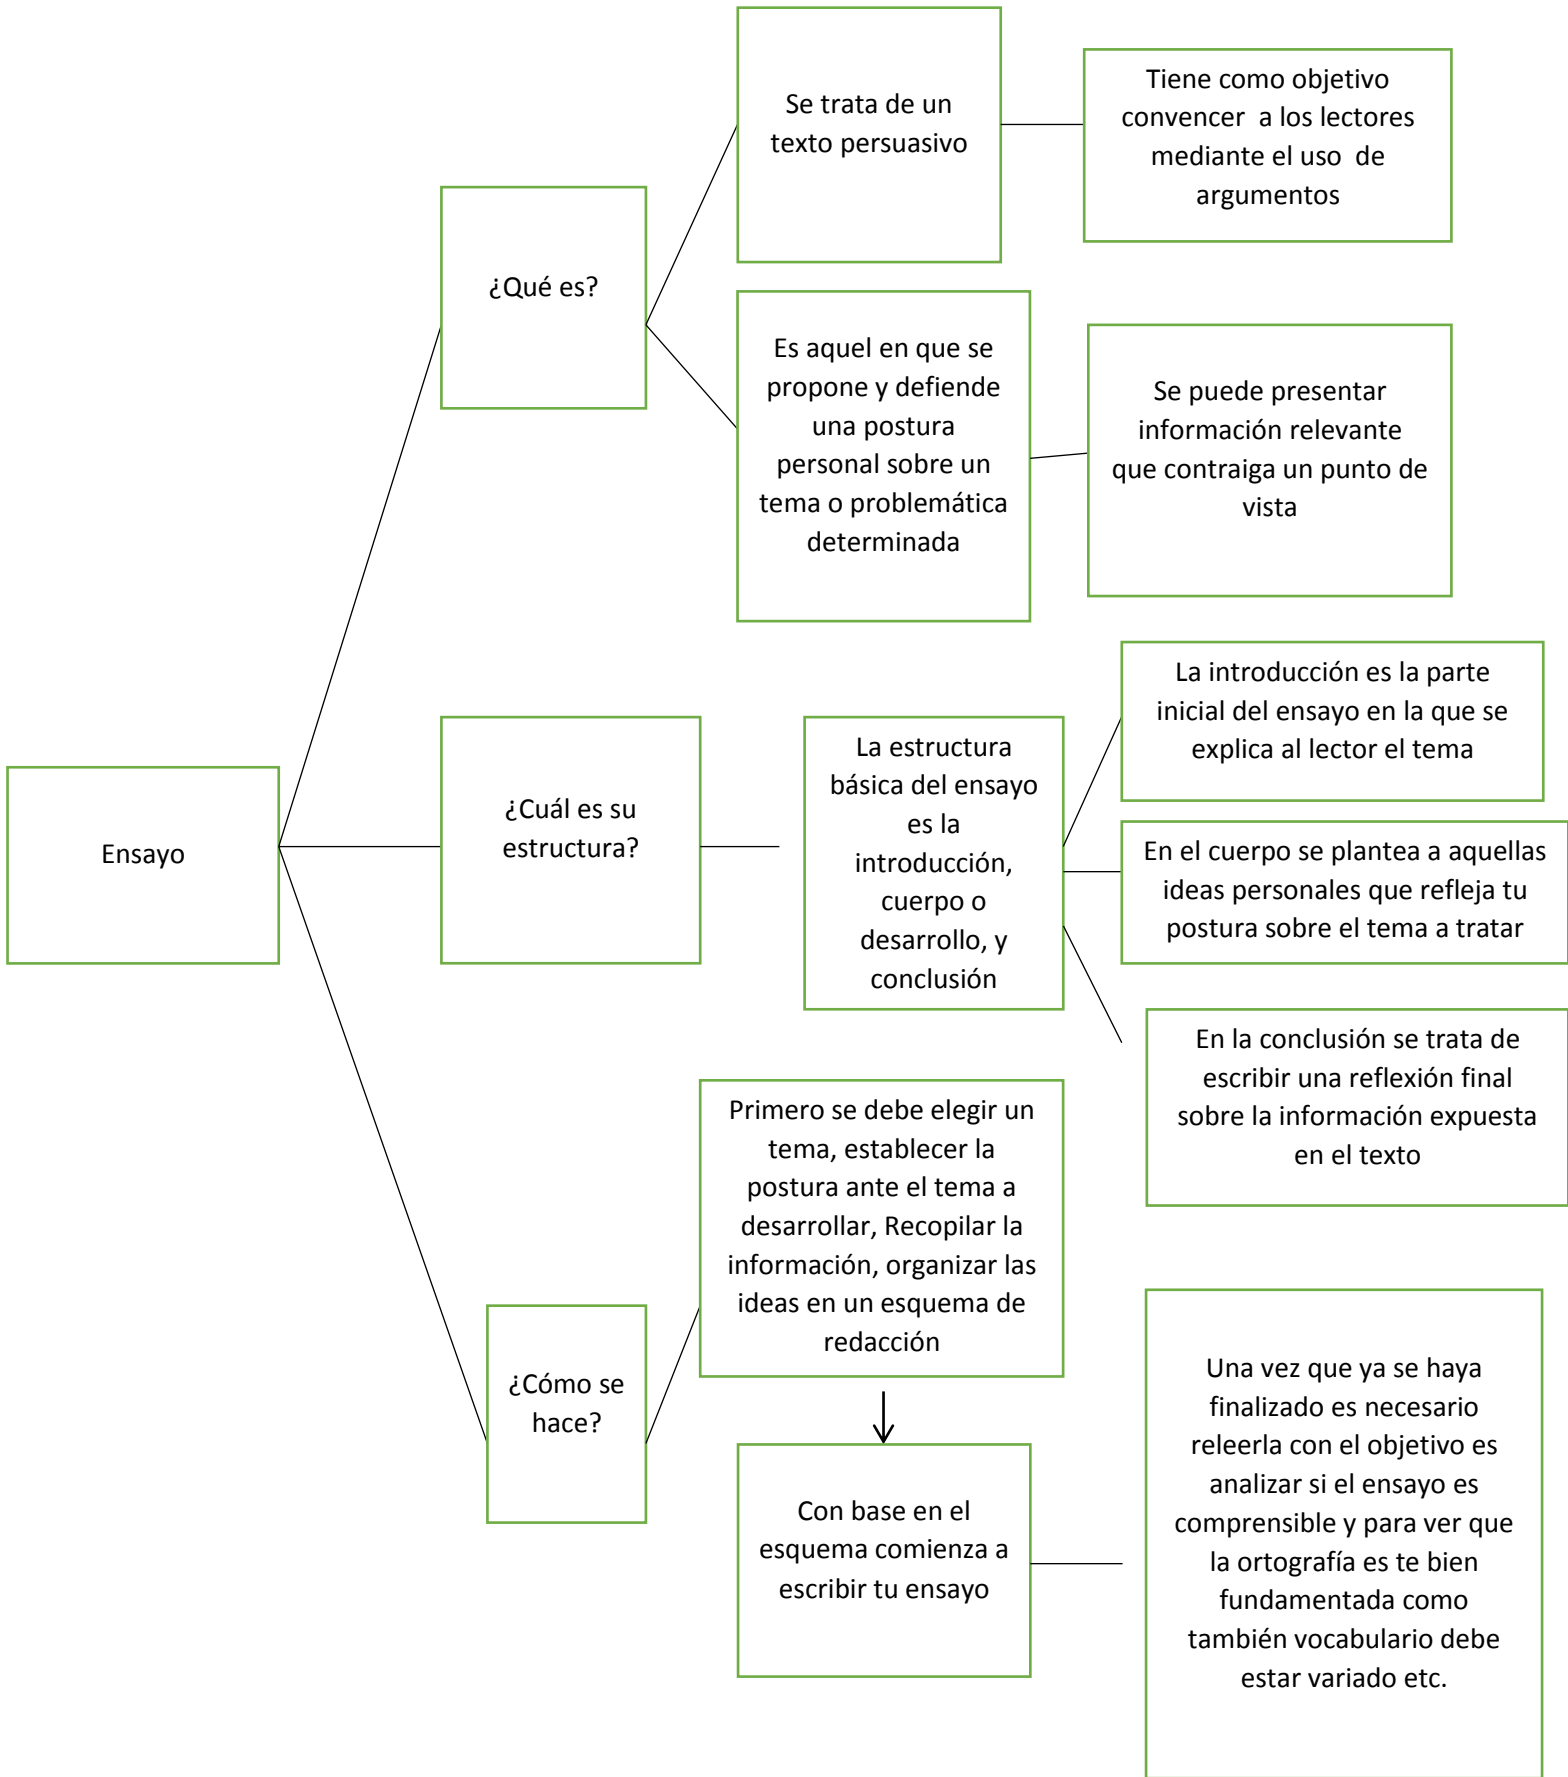 Se trata de un
texto persuasivo
Tiene como objetivo
convencer  a los lectores
mediante el uso  de
argumentos
¿Qué es?
Es aquel en que se
propone y defiende
una postura
personal sobre un
tema o problemática
determinada
Se puede presentar
información relevante
que contraiga un punto de
vista
Ensayo
¿Cuál es su
estructura?
La estructura
básica del ensayo
es la
introducción,
cuerpo o
desarrollo, y
conclusión
La introducción es la parte
inicial del ensayo en la que se
explica al lector el tema
En el cuerpo se plantea a aquellas
ideas personales que refleja tu
postura sobre el tema a tratar
En la conclusión se trata de
escribir una reflexión final
sobre la información expuesta
en el texto
¿Cómo se
hace?
Primero se debe elegir un
tema, establecer la
postura ante el tema a
desarrollar, Recopilar la
información, organizar las
ideas en un esquema de
redacción
Con base en el
esquema comienza a
escribir tu ensayo
Una vez que ya se haya
finalizado es necesario
releerla con el objetivo es
analizar si el ensayo es
comprensible y para ver que
la ortografía es te bien
fundamentada como
también vocabulario debe
estar variado etc.